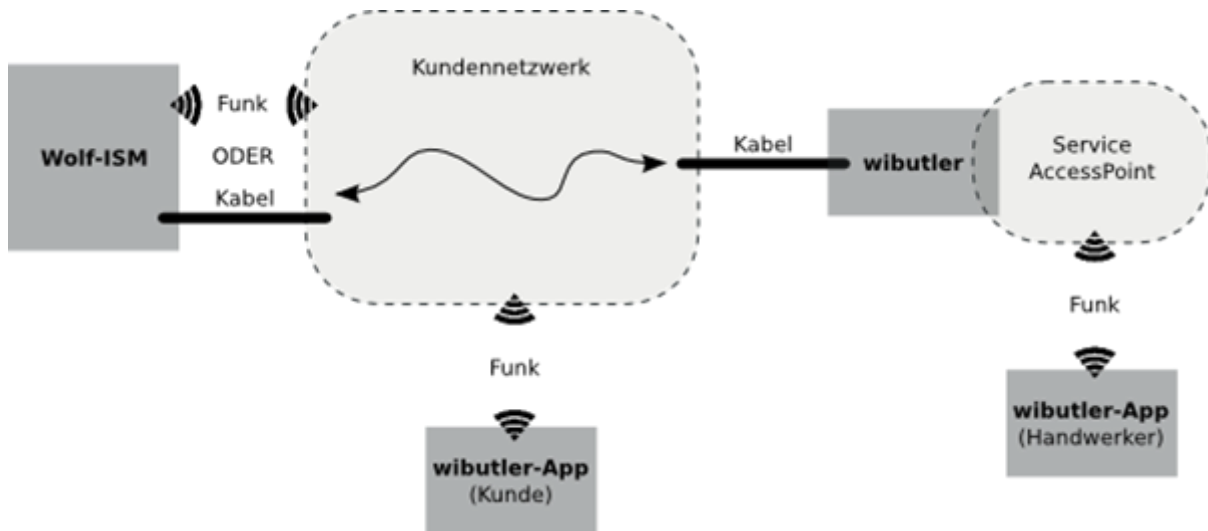 Kundennetzwerk
Funk
Wolf-ISM
ODER
Kabel
Kabel
wibutler
Service
AccessPoint
Funk
wibutler-App
(Kunde)
Funk
wibutler-App
(Handwerker)